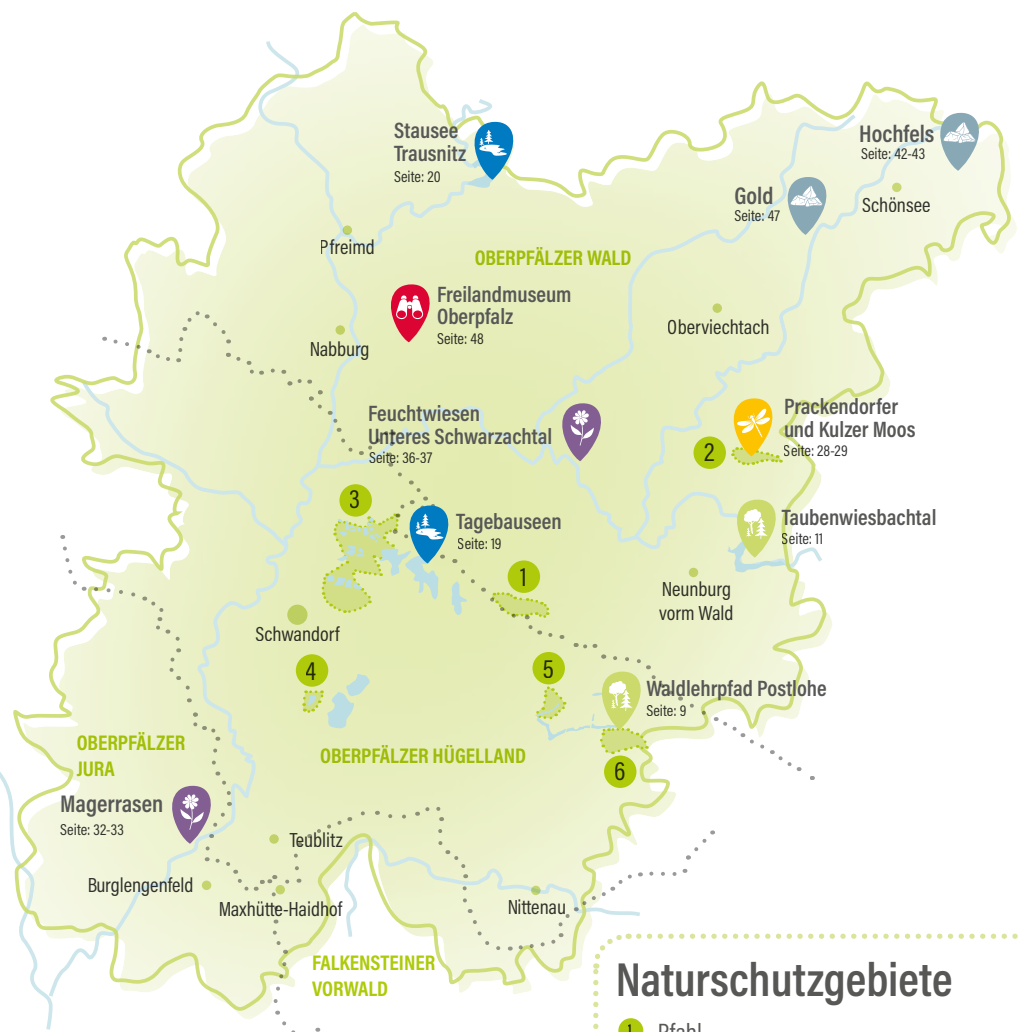 Stausee
Trausnitz
Seite: 20
Hochfels
Seite: 42-43
Gold
Seite: 47
Schönsee
Pfreimd
OBERPFÄLZER WALD
Freilandmuseum
Oberpfalz
Seite: 48
Oberviechtach
Nabburg
Feuchtwiesen
Unteres Schwarzachtal
Seite: 36-37
Prackendorfer
und Kulzer Moos
Seite: 28-29
2
3
Tagebauseen
Seite: 19
Taubenwiesbachtal
Seite: 11
1
Neunburg
vorm Wald
Schwandorf
4
5
Waldlehrpfad Postlohe
Seite: 9
OBERPFÄLZER
JURA
OBERPFÄLZER HÜGELLAND
6
Magerrasen
Seite: 32-33
Teublitz
Burglengenfeld
Maxhütte-Haidhof
Nittenau
FALKENSTEINER
VORWALD
Naturschutzgebiete
1 Pfahl